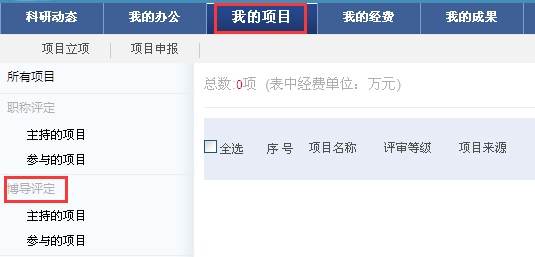 科研动态 我的办公 我的项目 我的经费 我的成果
项目立项 项目申报
所有项目
总数:0项 (表中经费单位：万元)
职称评定
主持的项目
参与的项目
全选 序号 项目名称 评审等级 项目来源
博导评定
主持的项目
参与的项目